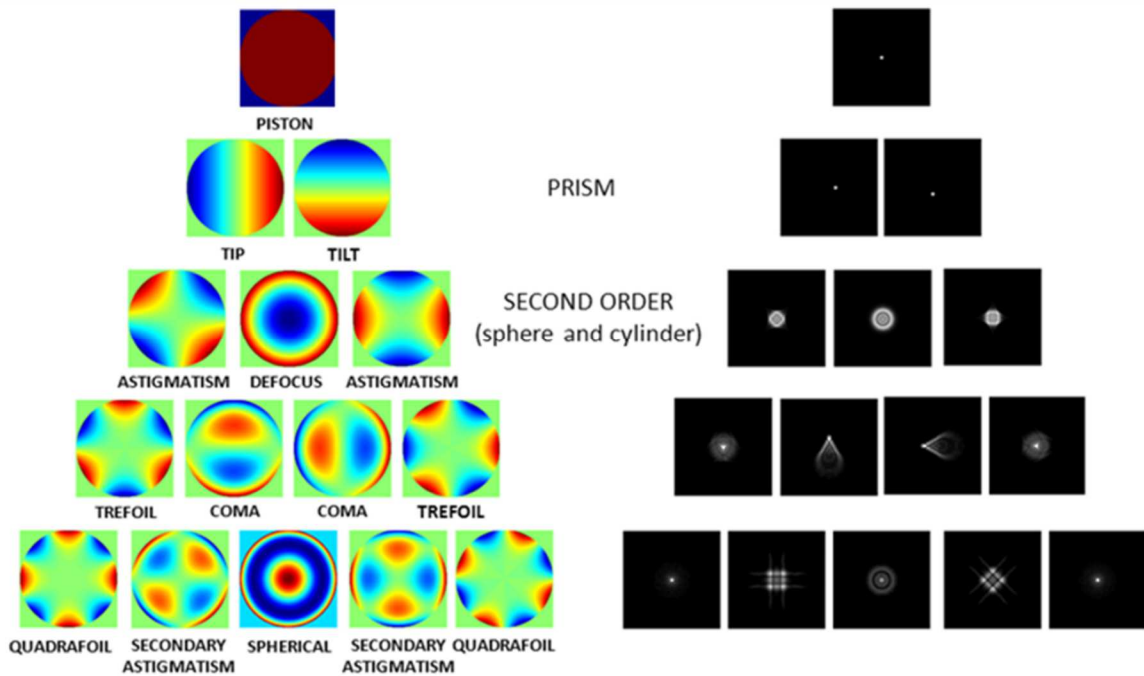 PISTON
TIP TILT
PRISM
ASTIGMATISM DEFOCUS ASTIGMATISM
SECOND ORDER
(sphere and cylinder)
TREFOIL COMA COMA TREFOIL
QUADRAFOIL SECONDARY SPHERICAL SECONDARY QUADRAFOIL
ASTIGMATISM ASTIGMATISM